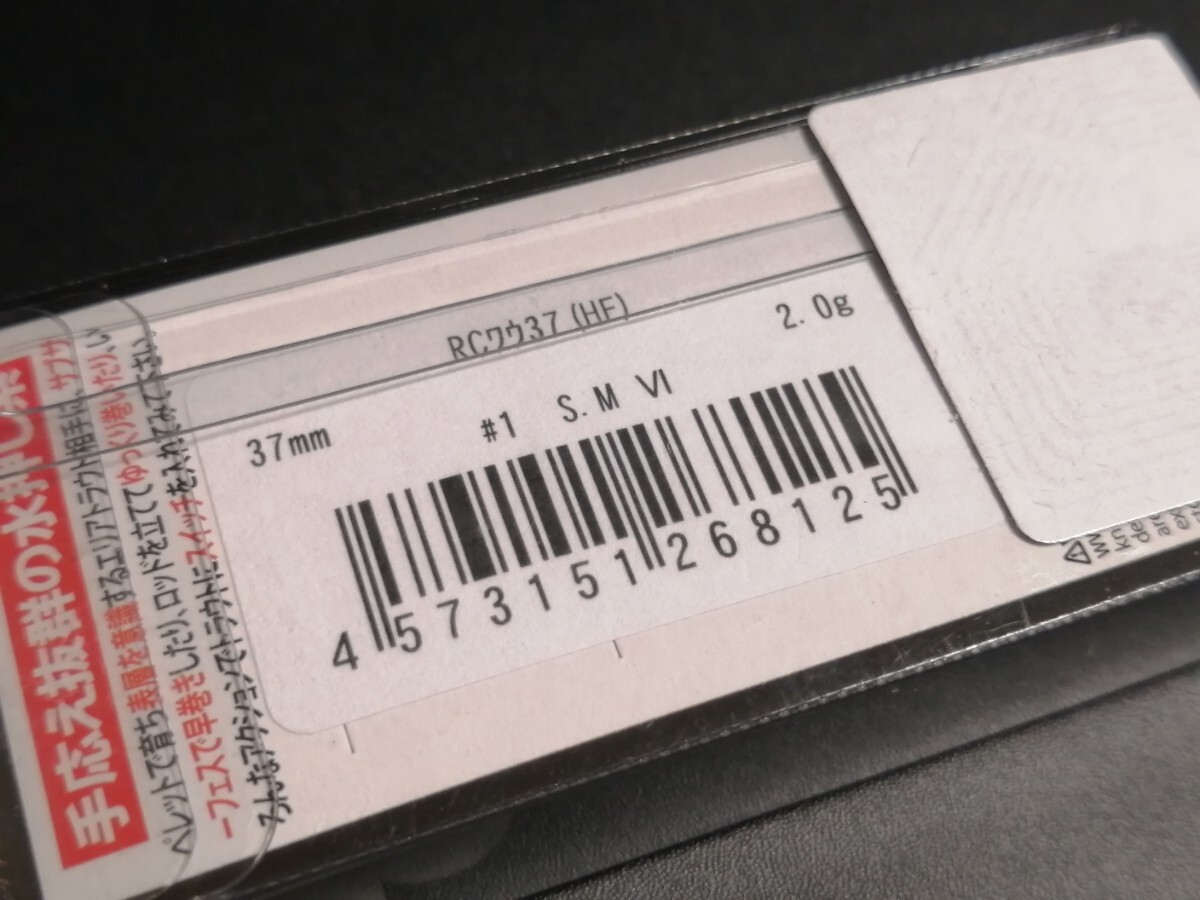 RCワウ37(HF)
2.0g
37mm
#1 S.M Ⅵ
4573151268125
手応え抜群の水押し系
ペレットで育ち表層を意識するエリアトラウト相手に、サブサ
ーフェスで早巻きしたり、ロッドを立ててゆっくり巻いしたり、い
ろんなアクションでトラウトにスイッチを入れてみて下さい。